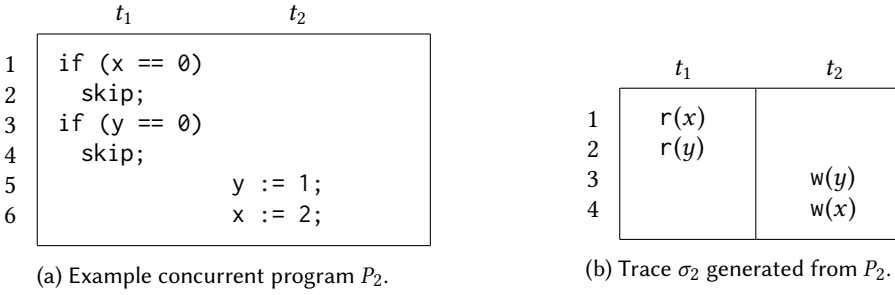 t₁ t₂
1 if (x == 0)
2 skip;
3 if (y == 0)
4 skip;
5 y := 1;
6 x := 2;
(a) Example concurrent program P₂.
t₁ t₂
1 r(x)
2 r(y)
3 w(y)
4 w(x)
(b) Trace σ₂ generated from P₂.